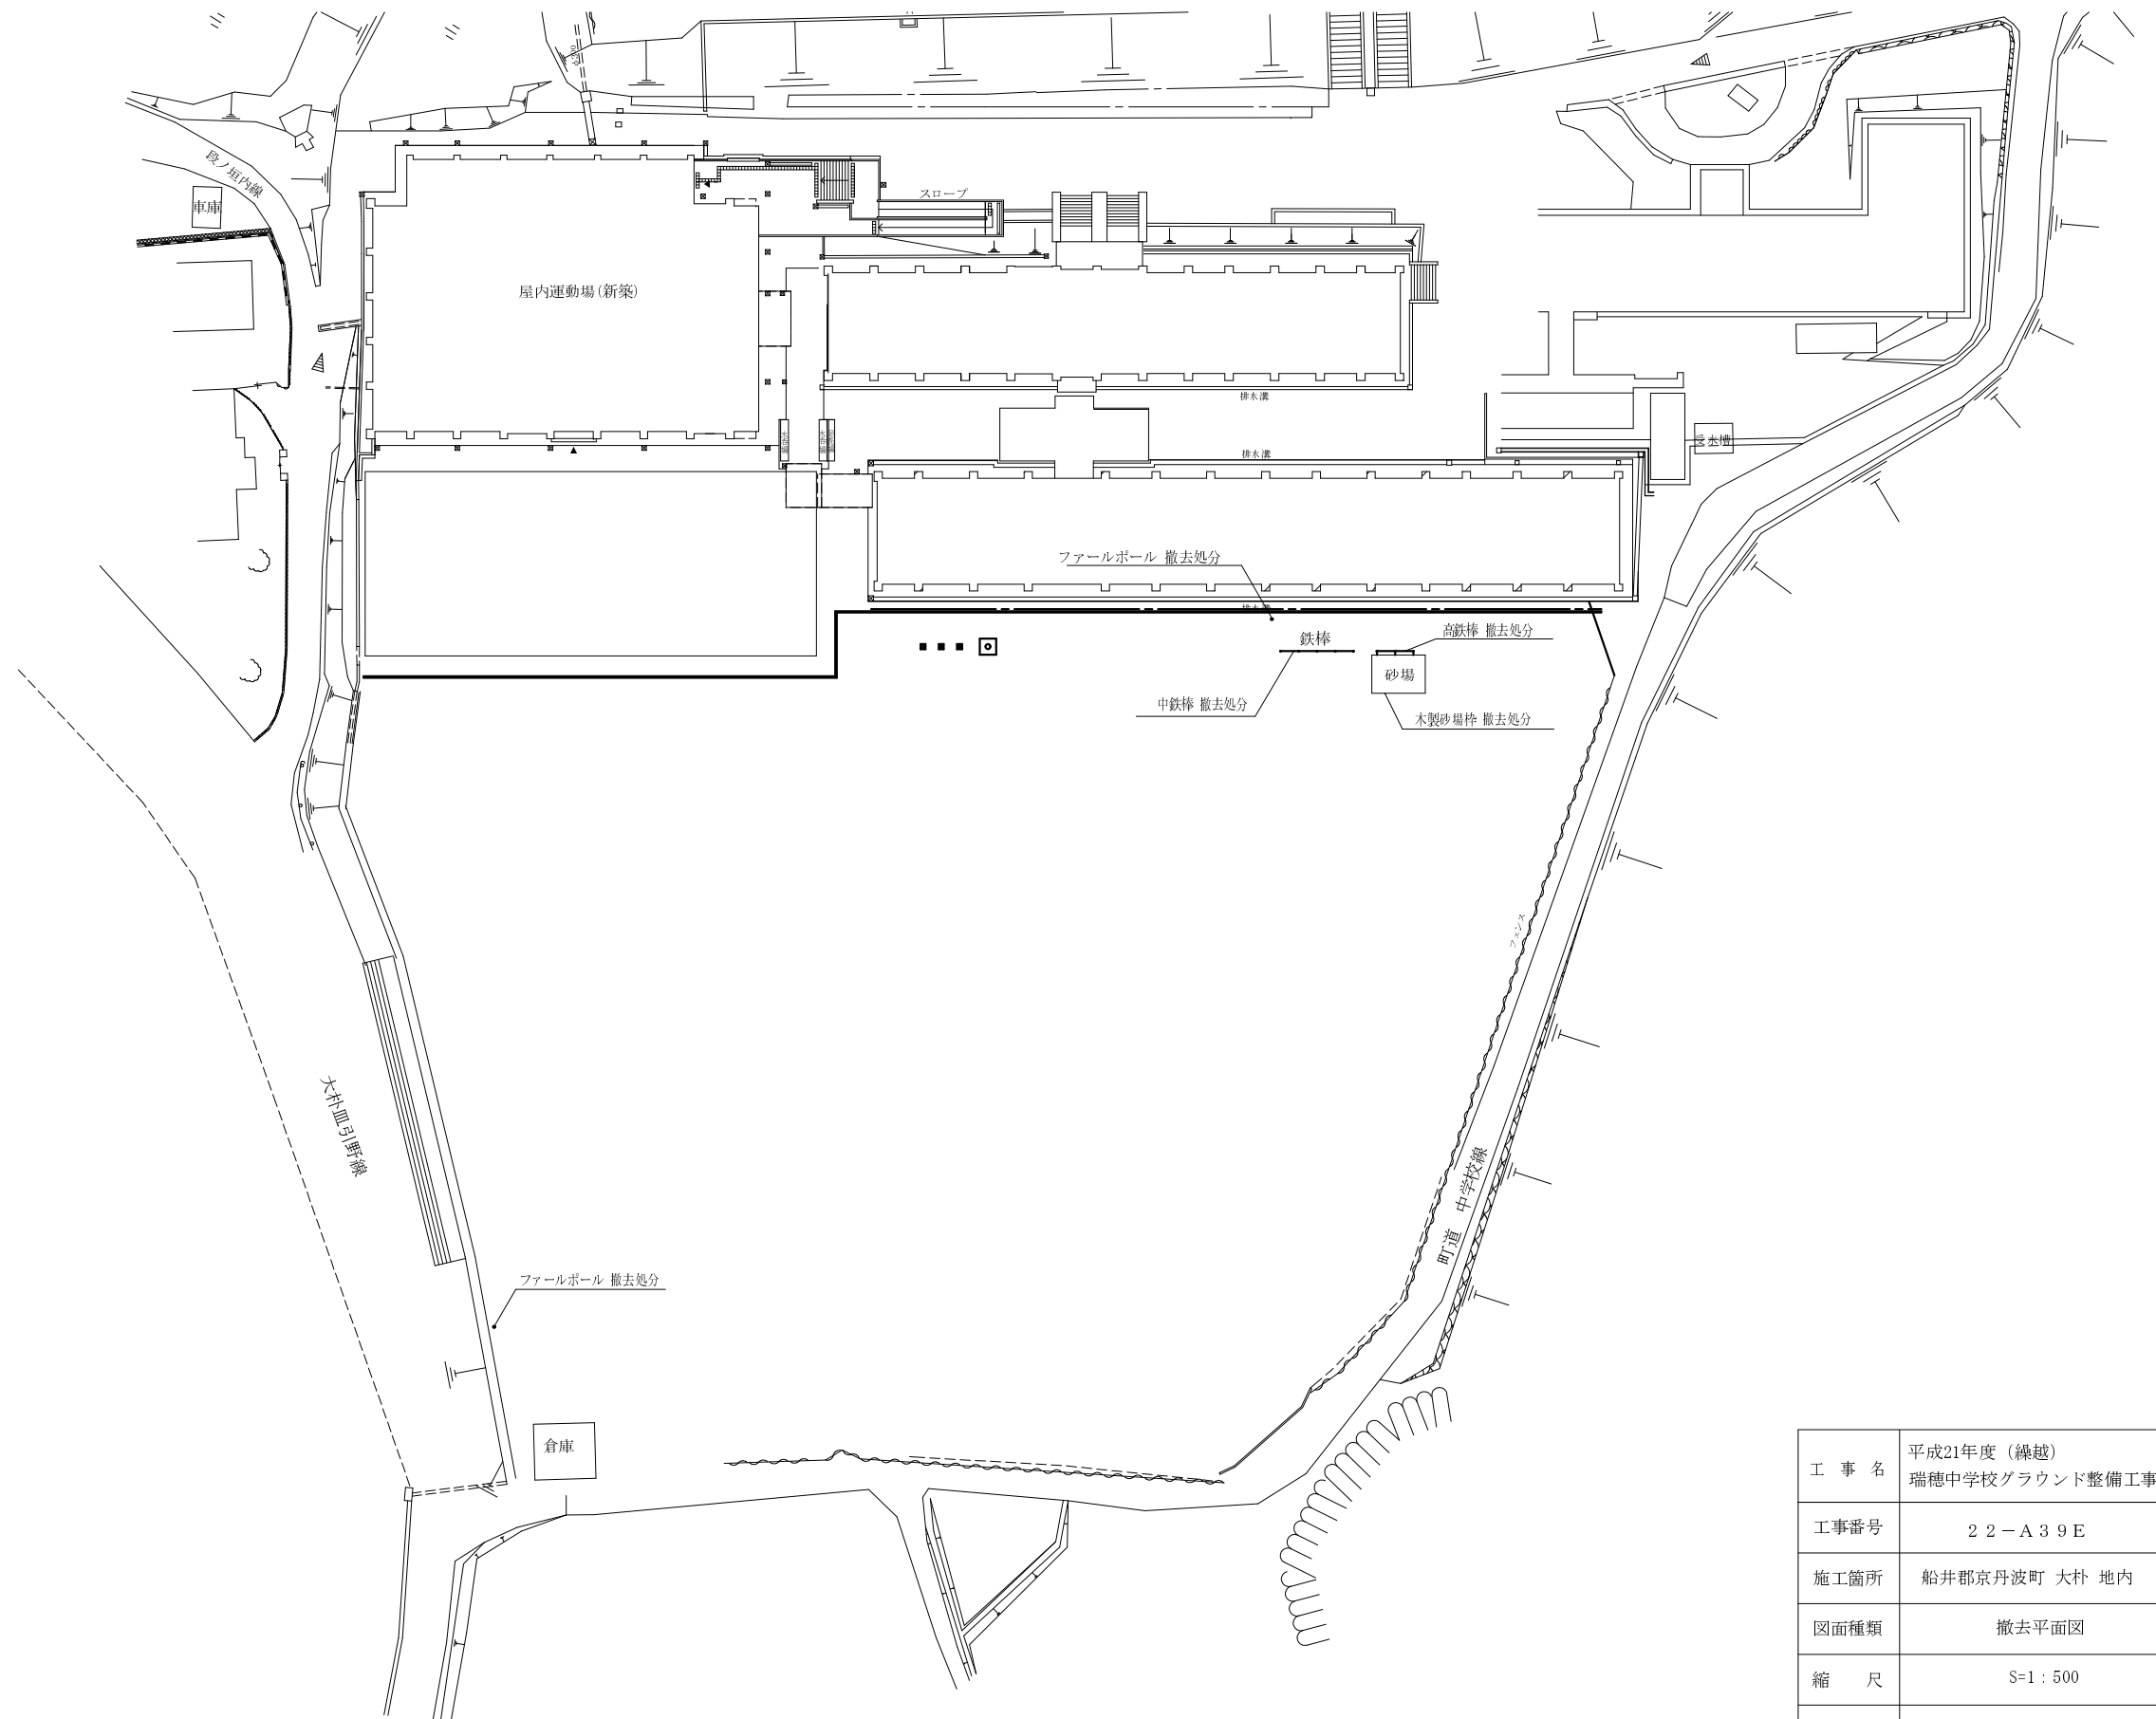 φ300
段ノ垣内線
車庫
スロープ
屋内運動場(新築)
排水溝
受水槽
排水溝
ファールポール 撤去処分
排水溝
鉄棒
高鉄棒 撤去処分
砂場
中鉄棒 撤去処分
木製砂場枠 撤去処分
フェンス
大朴皿引野線
町道 中学校線
ファールポール 撤去処分
倉庫
工 事 名
平成21年度（繰越）
瑞穂中学校グラウンド整備工事
工事番号
２２－Ａ３９Ｅ
施工箇所
船井郡京丹波町 大朴 地内
図面種類
撤去平面図
縮 尺
S=1：500